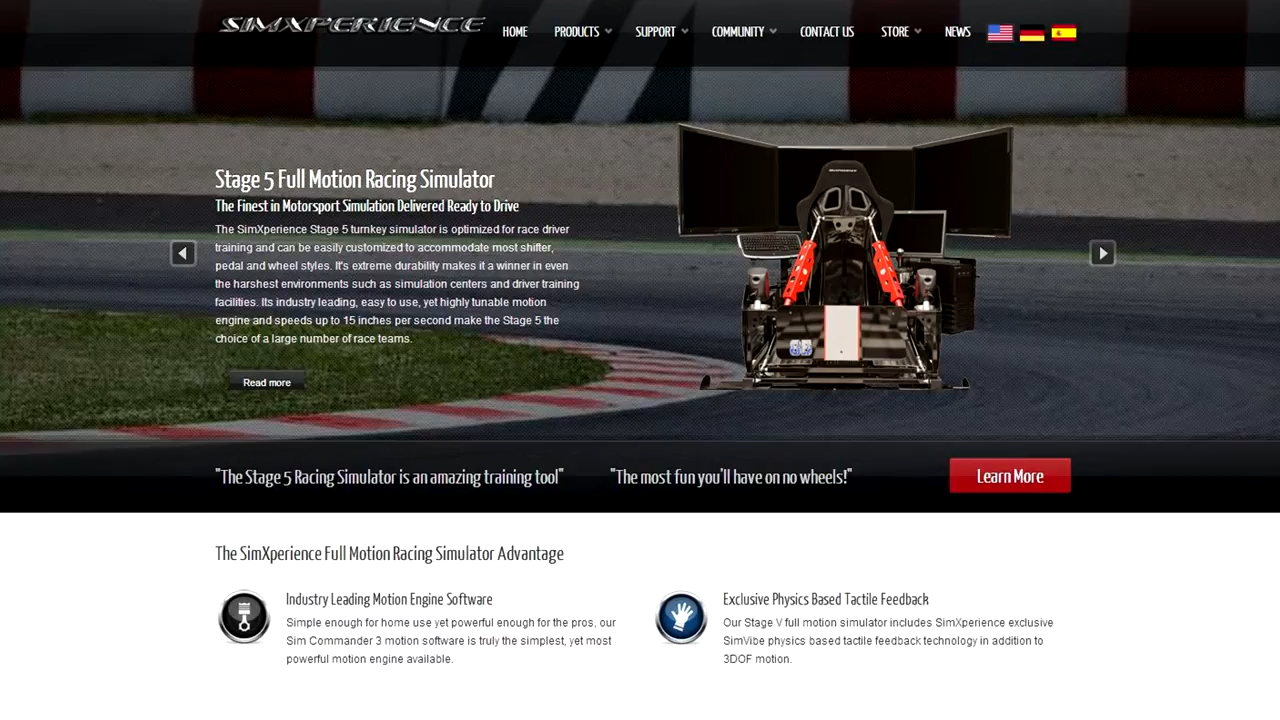 SIMXPERIENCE
HOME PRODUCTS SUPPORT COMMUNITY CONTACT US STORE NEWS
Stage 5 Full Motion Racing Simulator
The Finest in Motorsport Simulation Delivered Ready to Drive
The SimXperience Stage 5 turnkey simulator is optimized for race driver
training and can be easily customized to accommodate most shifter,
pedal and wheel styles. It's extreme durability makes it a winner in even
the harshest environments such as simulation centers and driver training
facilities. Its industry leading, easy to use, yet highly tunable motion
engine and speeds up to 15 inches per second make the Stage 5 the
choice of a large number of race teams.
Read more
"The Stage 5 Racing Simulator is an amazing training tool" "The most fun you'll have on no wheels!" Learn More
The SimXperience Full Motion Racing Simulator Advantage
Industry Leading Motion Engine Software
Simple enough for home use yet powerful enough for the pros, our
Sim Commander 3 motion software is truly the simplest, yet most
powerful motion engine available.
Exclusive Physics Based Tactile Feedback
Our Stage V full motion simulator includes SimXperience exclusive
SimVibe physics based tactile feedback technology in addition to
3DOF motion.